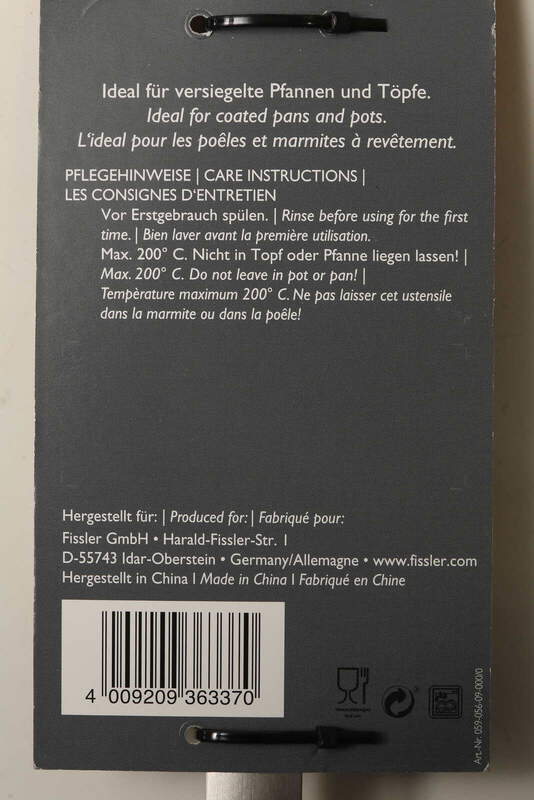 Ideal für versiegelte Pfannen und Töpfe.
Ideal for coated pans and pots.
L'ideal pour les poêles et marmites à revêtement.
PFLEGEHINWEISE | CARE INSTRUCTIONS |
LES CONSIGNES D'ENTRETIEN
Vor Erstgebrauch spülen. | Rinse before using for the first
time. | Bien laver avant la première utilisation.
Max. 200° C. Nicht in Topf oder Pfanne liegen lassen! |
Max. 200° C. Do not leave in pot or pan! |
Tempèrature maximum 200° C. Ne pas laisser cet ustensile
dans la marmite ou dans la poêle!
Hergestellt für: | Produced for: | Fabriqué pour:
Fissler GmbH • Harald-Fissler-Str. 1
D-55743 Idar-Oberstein • Germany/Allemagne • www.fissler.com
Hergestellt in China | Made in China | Fabriqué en Chine
4 009209 363370
Art.-Nr. 059-056-09-000/0